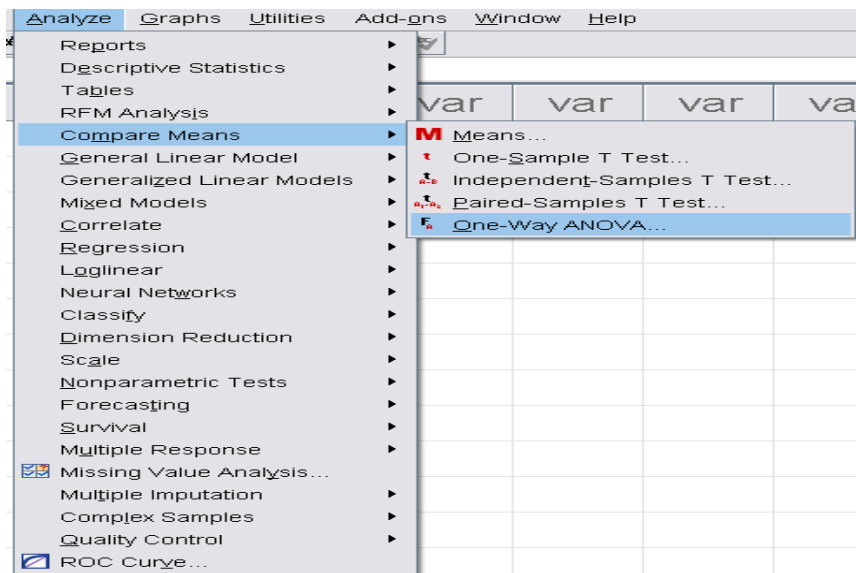 Analyze Graphs Utilities Add-ons Window Help
Reports
Descriptive Statistics
Tables
RFM Analysis
var var var va
Compare Means
M Means...
t One-Sample T Test...
Independent-Samples T Test...
Paired-Samples T Test...
One-Way ANOVA...
General Linear Model
Generalized Linear Models
Mixed Models
Correlate
Regression
Loglinear
Neural Networks
Classify
Dimension Reduction
Scale
Nonparametric Tests
Forecasting
Survival
Multiple Response
Missing Value Analysis...
Multiple Imputation
Complex Samples
Quality Control
ROC Curve...